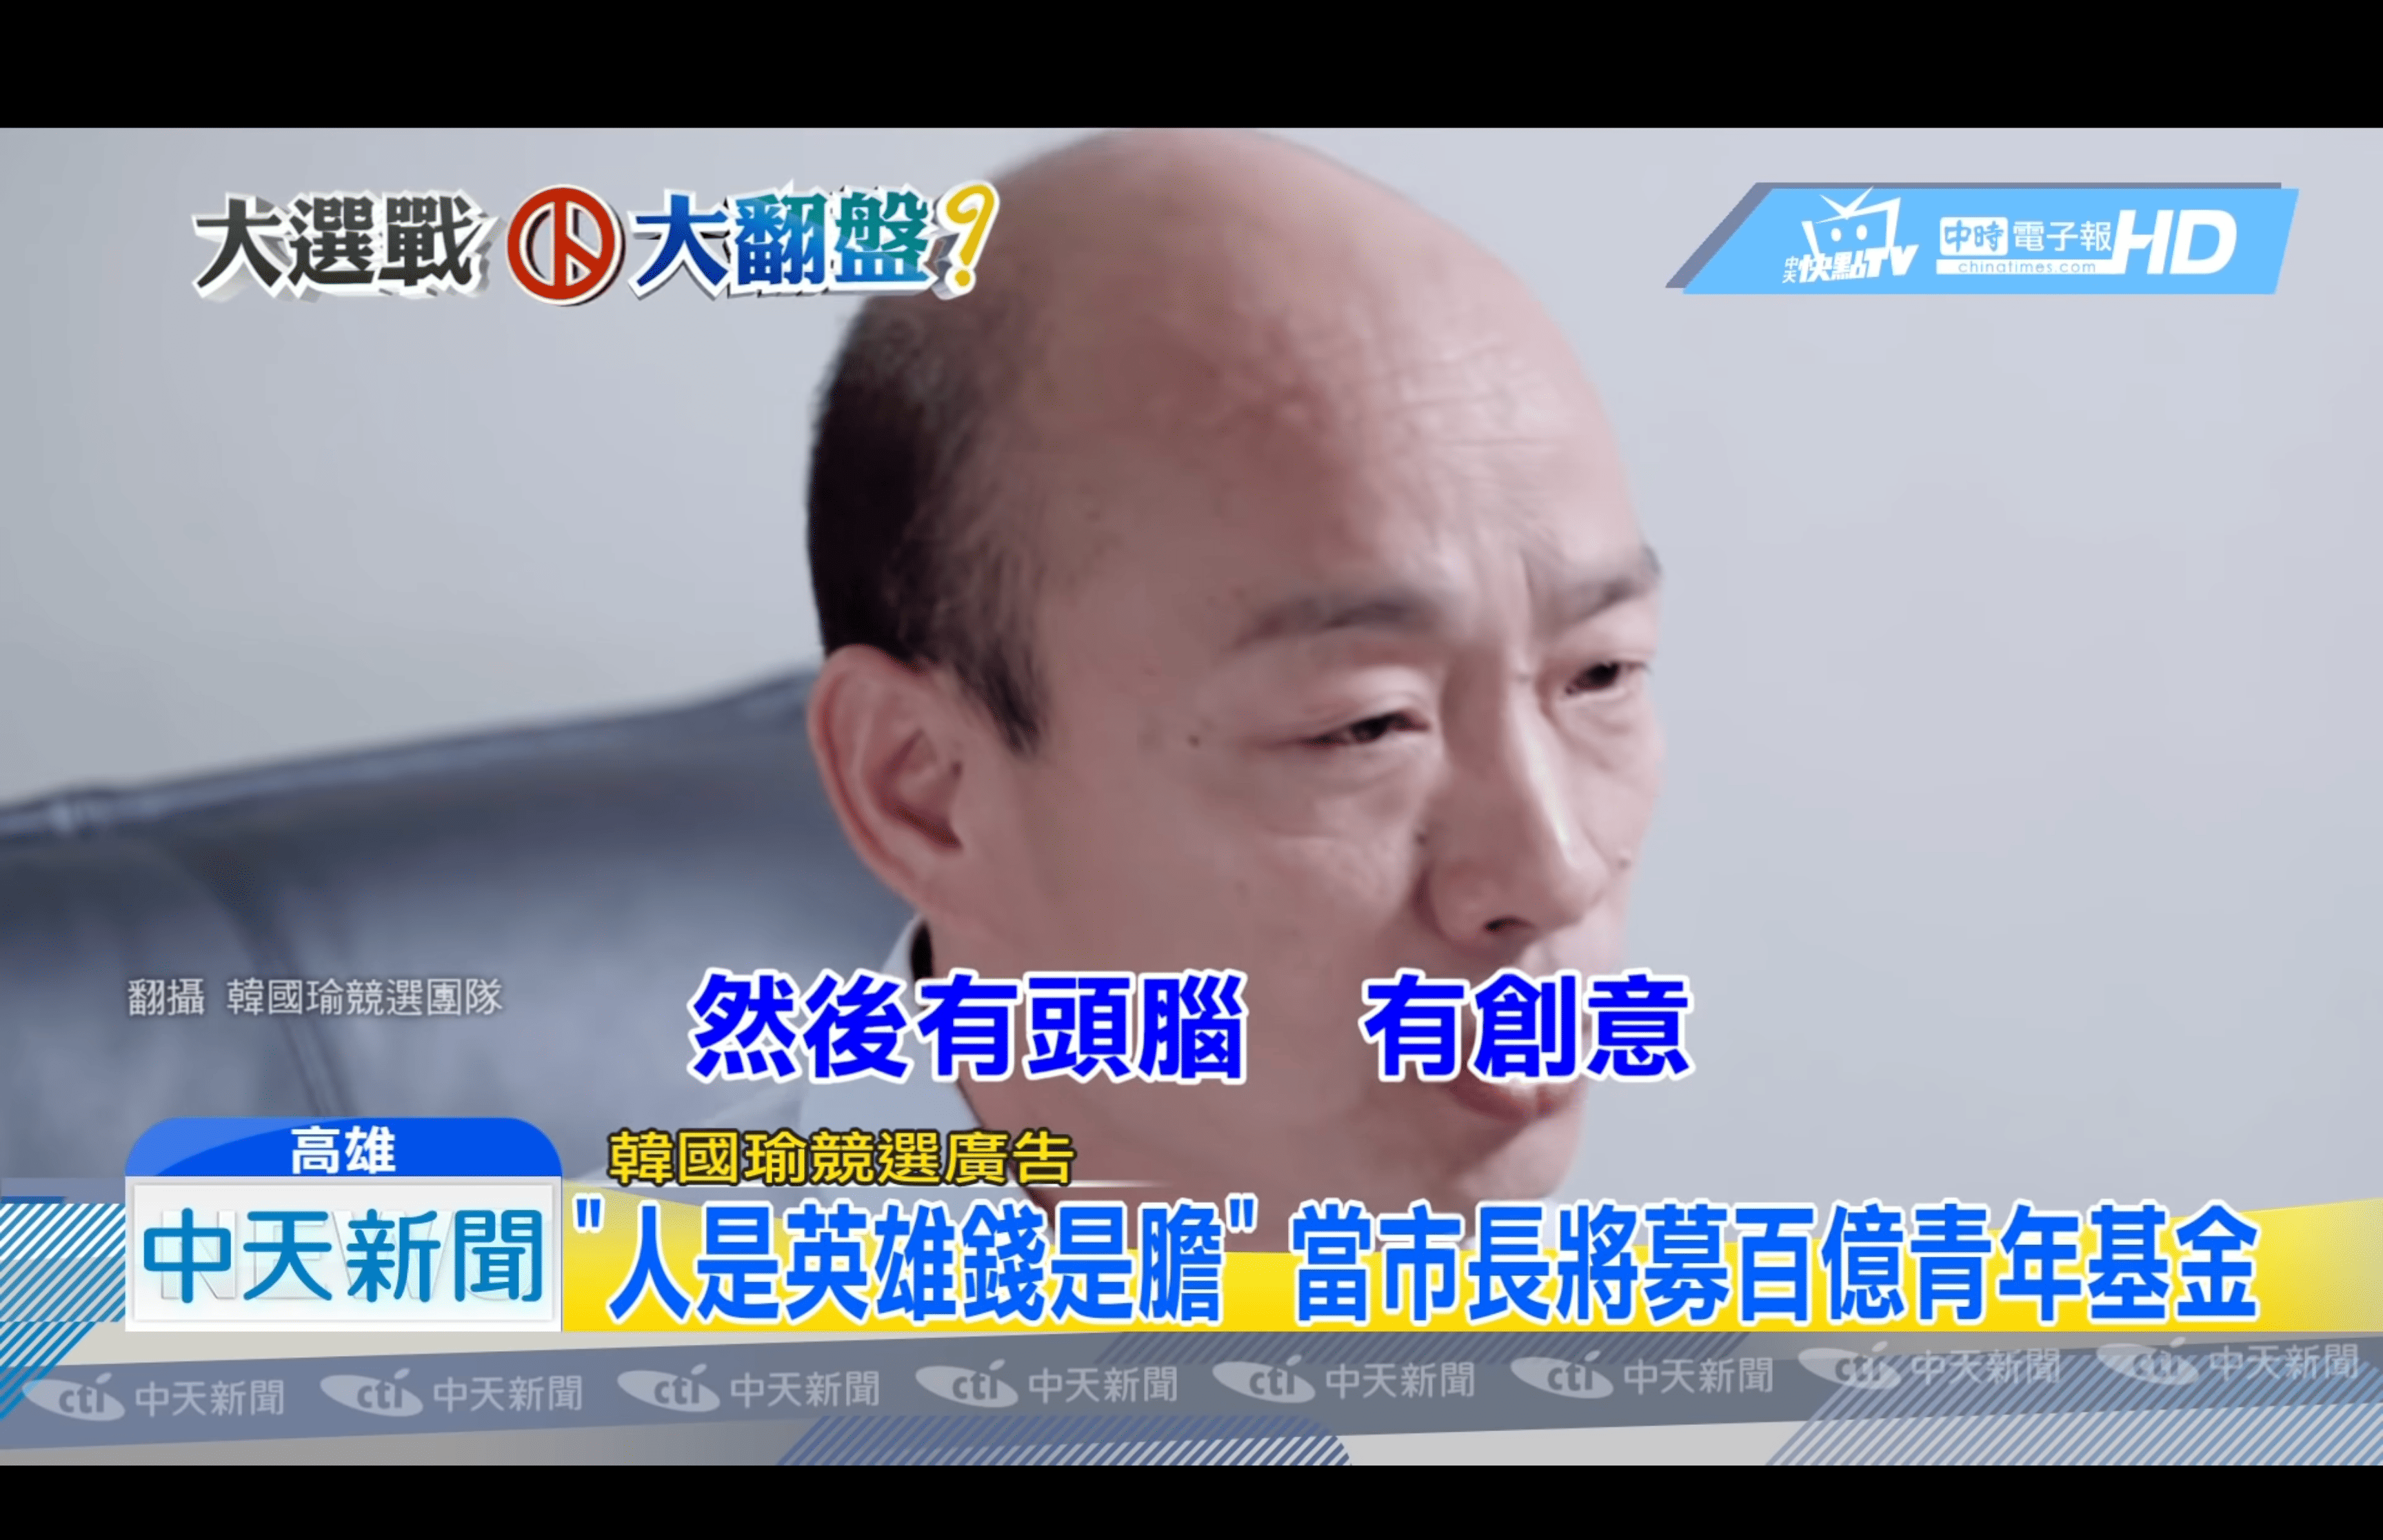 大選戰 大翻盤?
中天快點TV 中時電子報 HD
chinatimes.com
翻攝 韓國瑜競選團隊
然後有頭腦 有創意
高雄
韓國瑜競選廣告
中天新聞
"人是英雄錢是膽" 當市長將募百億青年基金
cti 中天新聞 cti 中天新聞 cti 中天新聞 cti 中天新聞 cti 中天新聞 cti 中天新聞 cti 中天新聞 cti 中天新聞